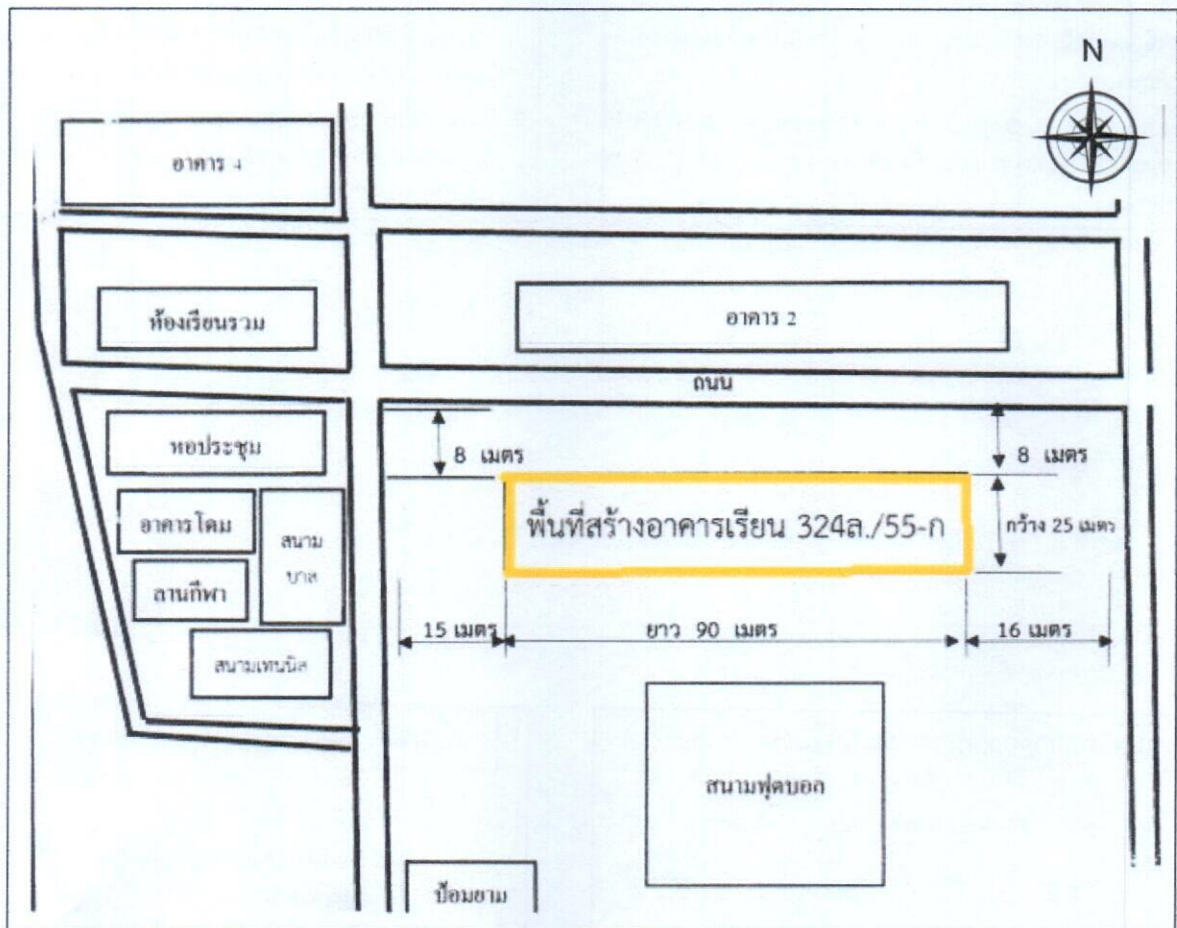 N
อาคาร 4
ห้องเรียนรวม
อาคาร 2
ถนน
หอประชุม
8 เมตร
8 เมตร
อาคารโดม
สนาม
บาส
พื้นที่สร้างอาคารเรียน 324ล./55-ก
กว้าง 25 เมตร
ลานกีฬา
สนามเทนนิส
15 เมตร
ยาว 90 เมตร
16 เมตร
สนามฟุตบอล
ป้อมยาม